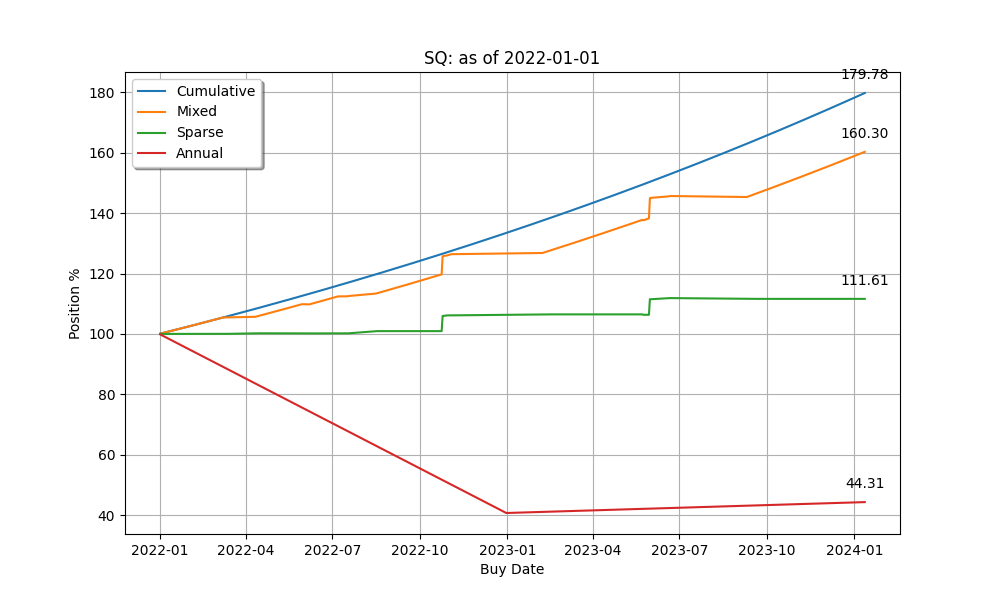 SQ: as of 2022-01-01
179.78
Cumulative
Mixed
Sparse
Annual
160.30
111.61
44.31
Position %
180
160
140
120
100
80
60
40
2022-01 2022-04 2022-07 2022-10 2023-01 2023-04 2023-07 2023-10 2024-01
Buy Date